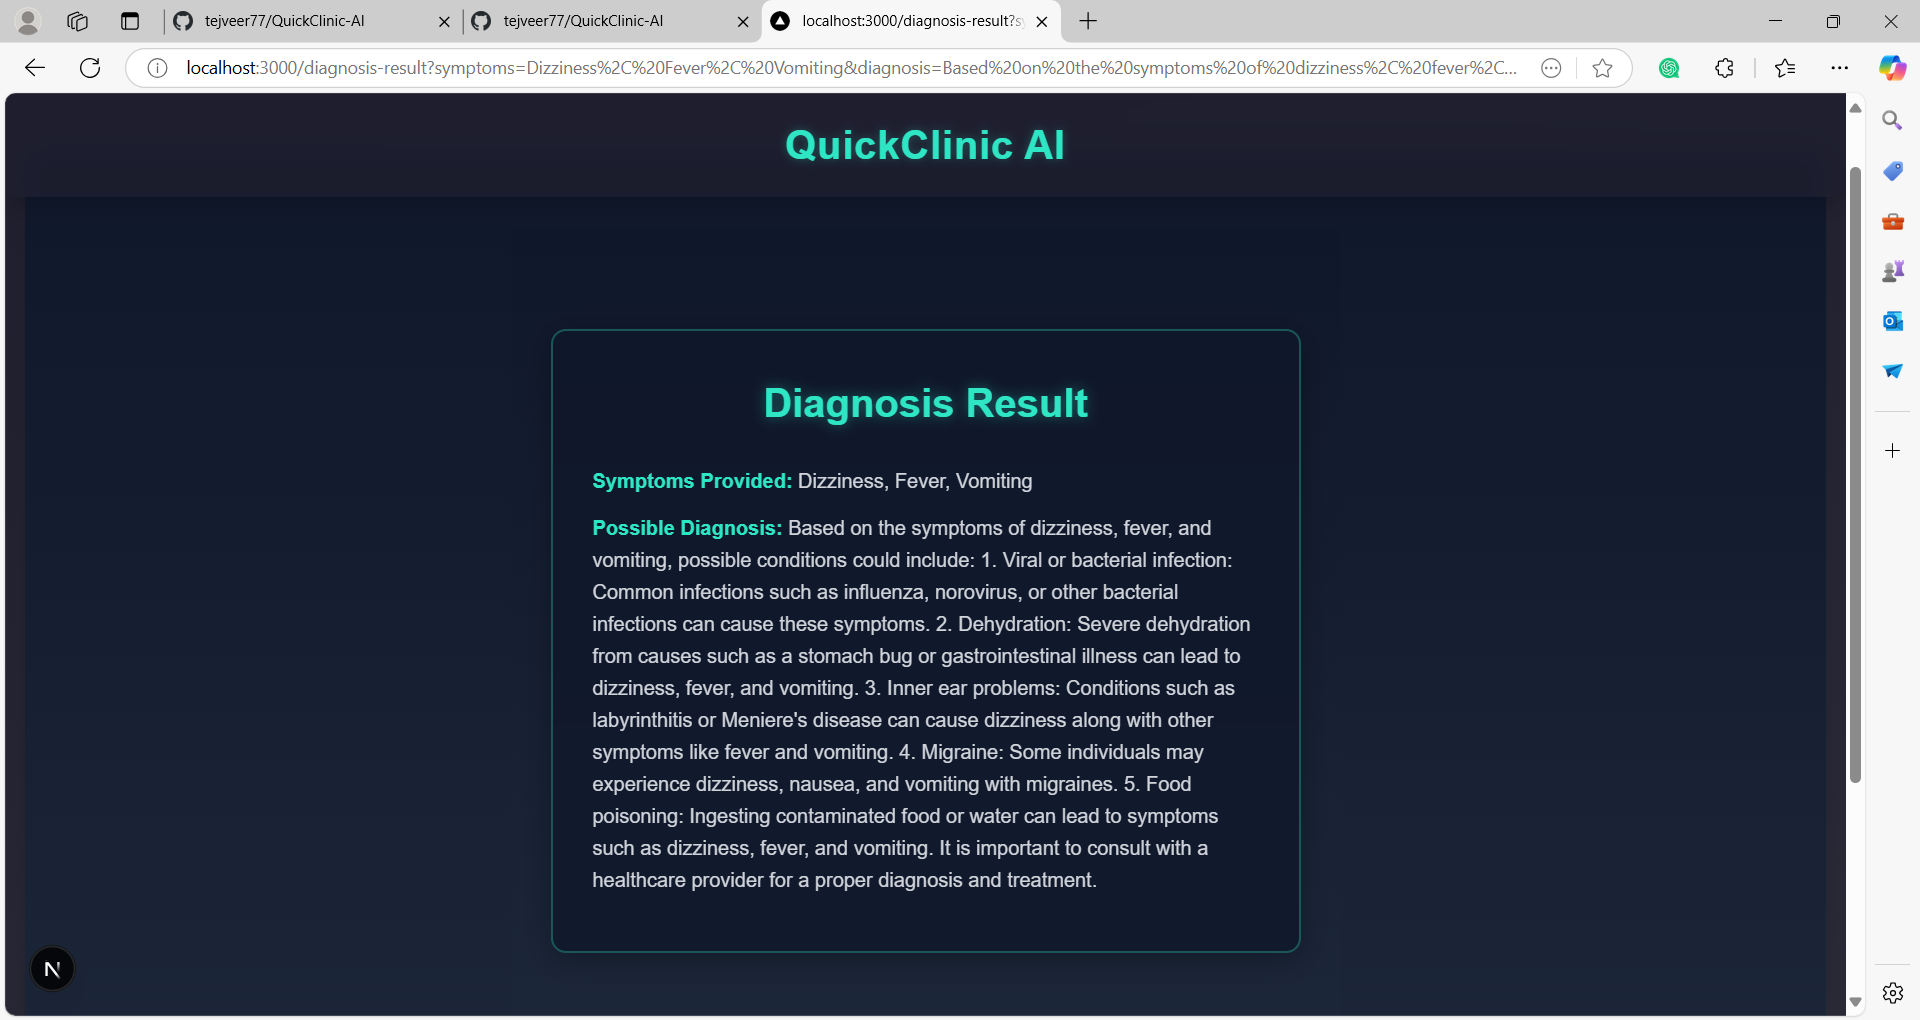 tejveer77/QuickClinic-AI
tejveer77/QuickClinic-AI
localhost:3000/diagnosis-result?s
localhost:3000/diagnosis-result?symptoms=Dizziness%2C%20Fever%2C%20Vomiting&diagnosis=Based%20on%20the%20symptoms%20of%20dizziness%2C%20fever%2C...
QuickClinic AI
Diagnosis Result
Symptoms Provided: Dizziness, Fever, Vomiting
Possible Diagnosis: Based on the symptoms of dizziness, fever, and
vomiting, possible conditions could include: 1. Viral or bacterial infection:
Common infections such as influenza, norovirus, or other bacterial
infections can cause these symptoms. 2. Dehydration: Severe dehydration
from causes such as a stomach bug or gastrointestinal illness can lead to
dizziness, fever, and vomiting. 3. Inner ear problems: Conditions such as
labyrinthitis or Meniere's disease can cause dizziness along with other
symptoms like fever and vomiting. 4. Migraine: Some individuals may
experience dizziness, nausea, and vomiting with migraines. 5. Food
poisoning: Ingesting contaminated food or water can lead to symptoms
such as dizziness, fever, and vomiting. It is important to consult with a
healthcare provider for a proper diagnosis and treatment.
N